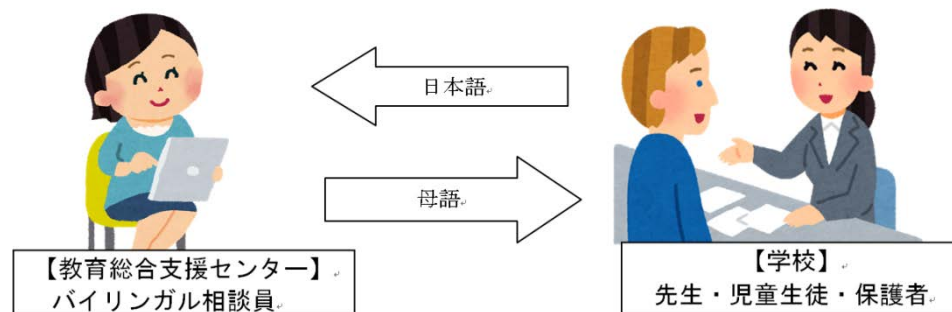 日本語
母語
【教育総合支援センター】
バイリンガル相談員
【学校】
先生・児童生徒・保護者